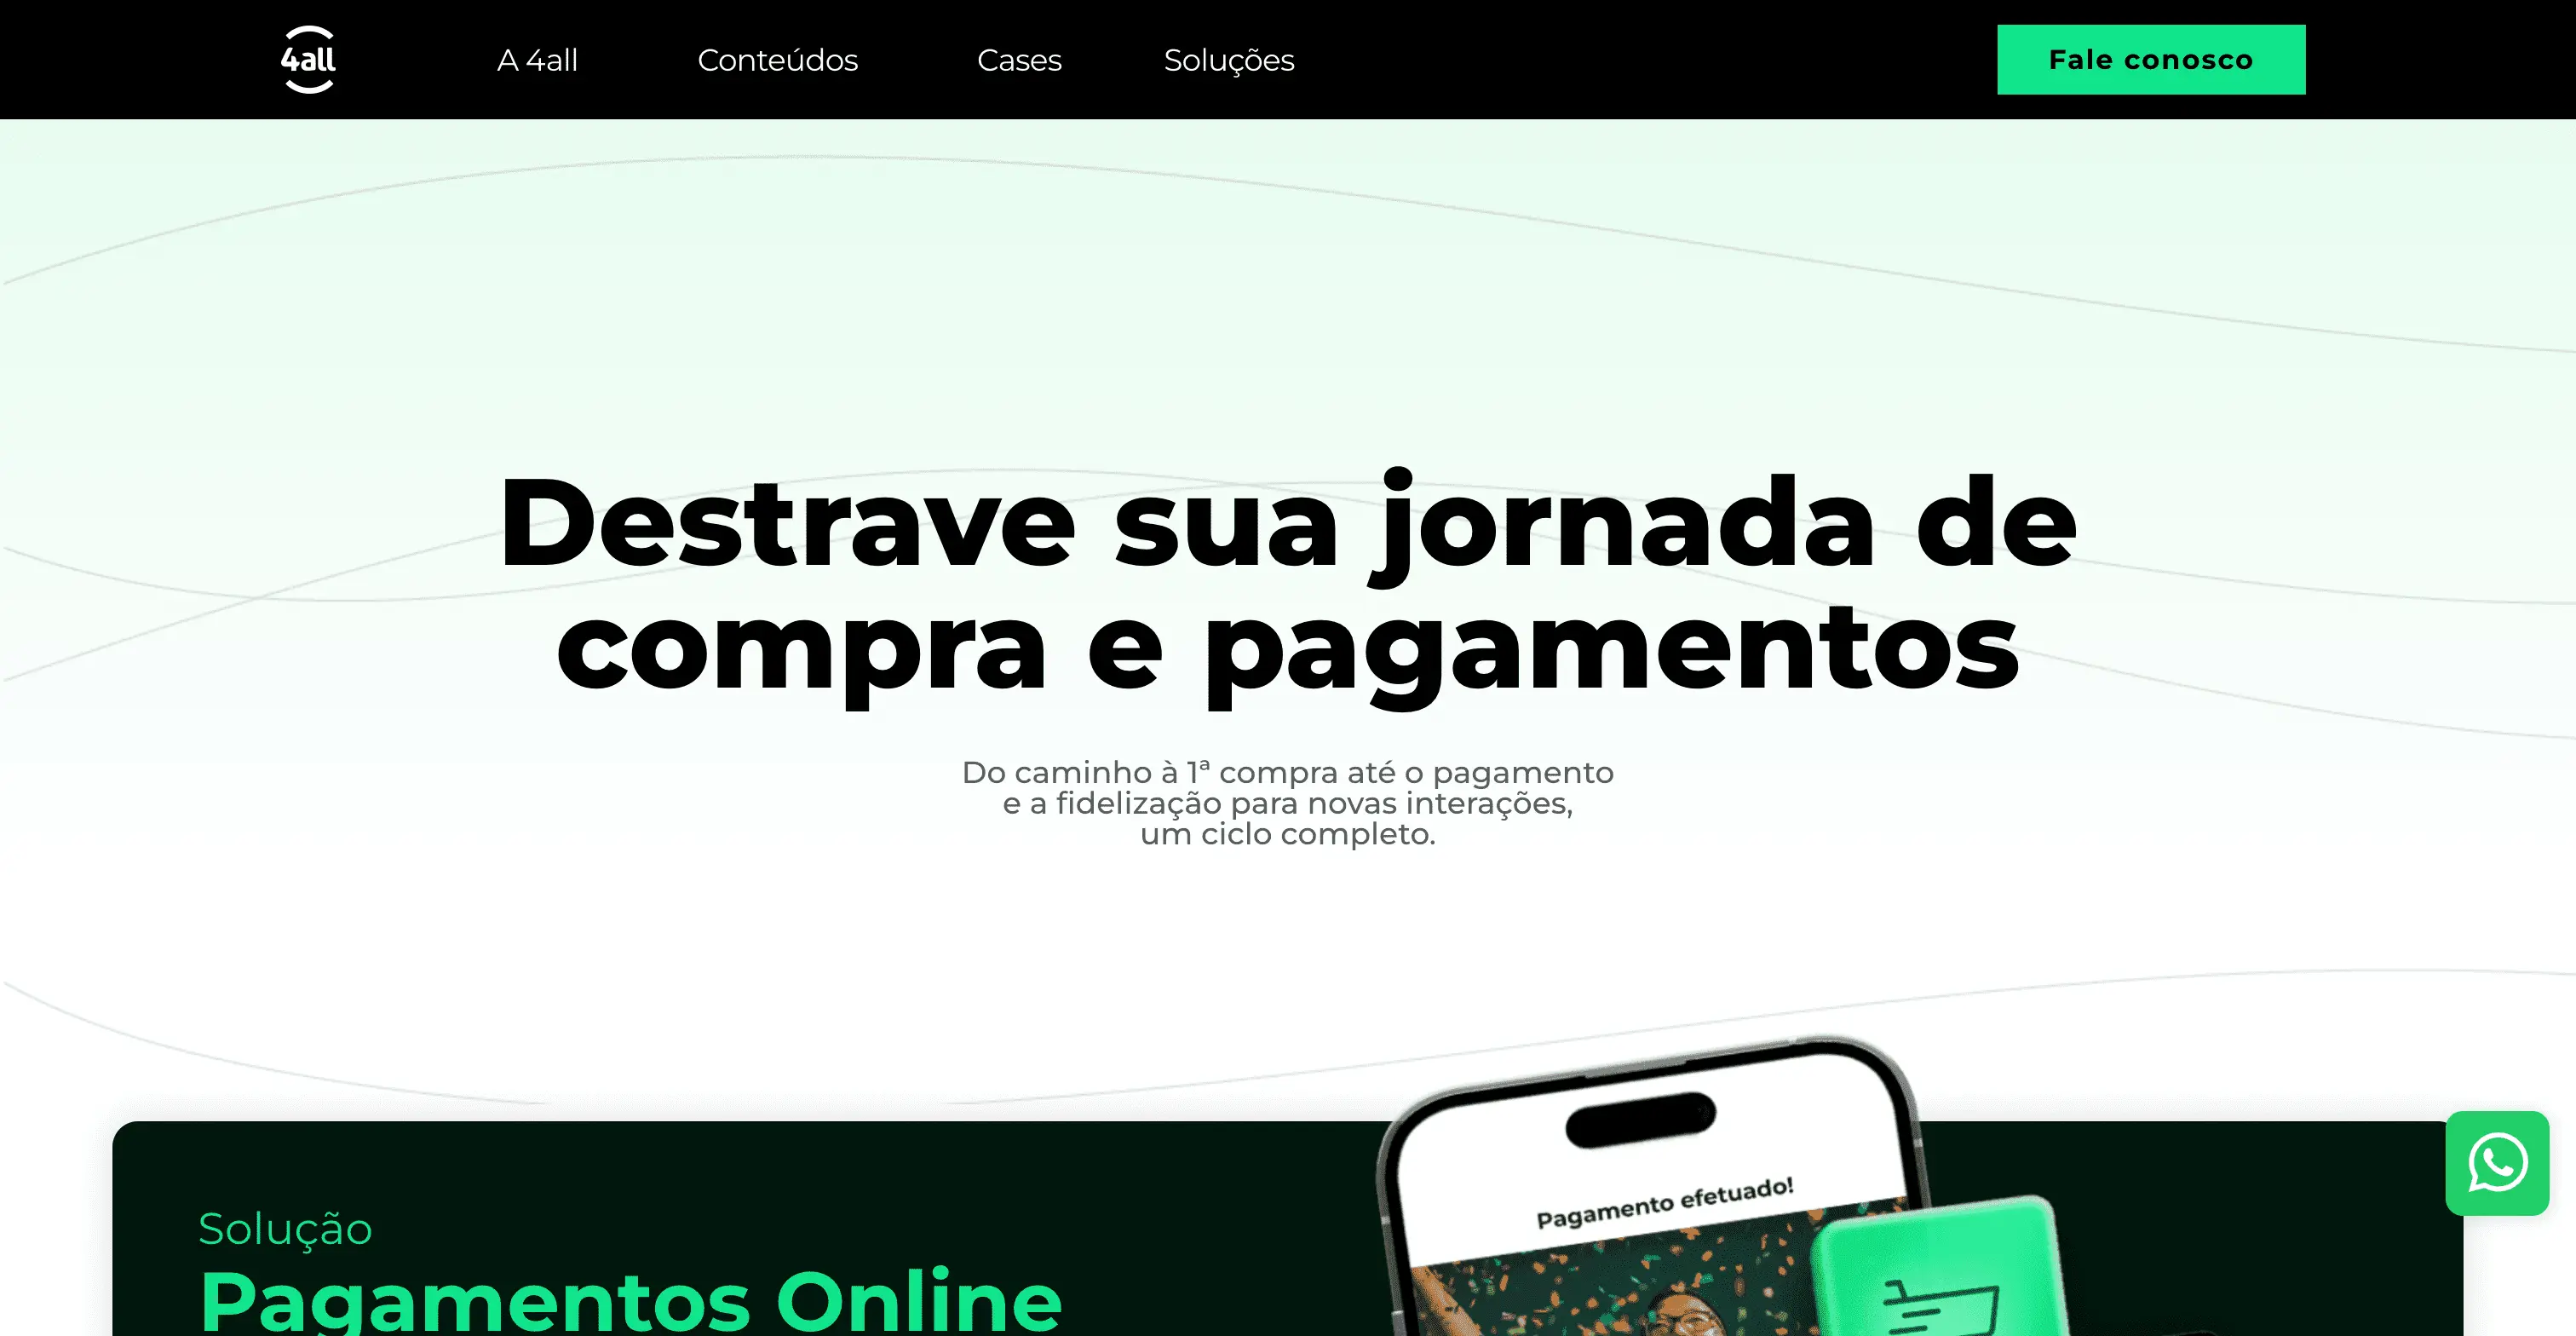 4all
A 4all
Conteúdos
Cases
Soluções
Fale conosco
Destrave sua jornada de
compra e pagamentos
Do caminho à 1ª compra até o pagamento
e a fidelização para novas interações,
um ciclo completo.
Pagamento efetuado!
Solução
Pagamentos Online